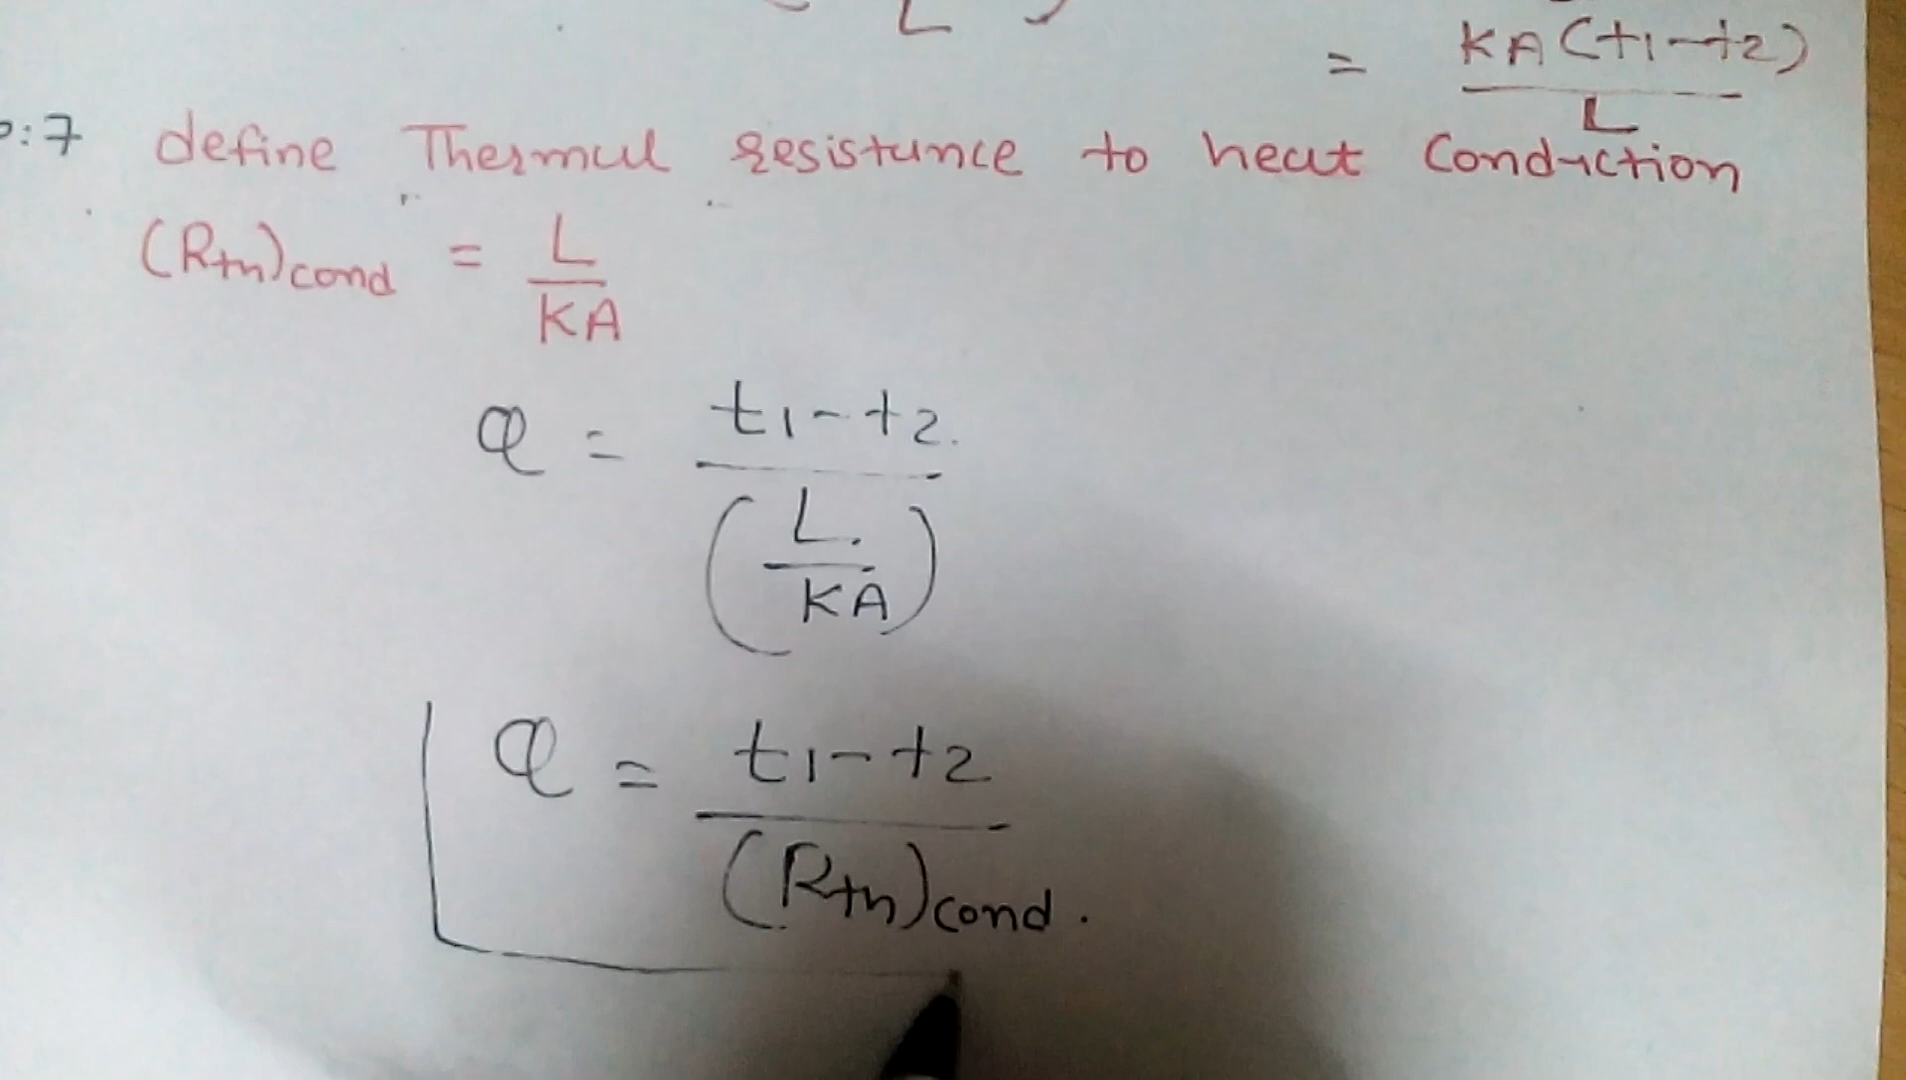 L )
= KA(t1-t2)
L
:7 define Thermal resistance to heat Conduction
(Rth)cond = L
KA
Q = t1-t2.
( L.
KA )
Q = t1-t2
(Rth)cond.